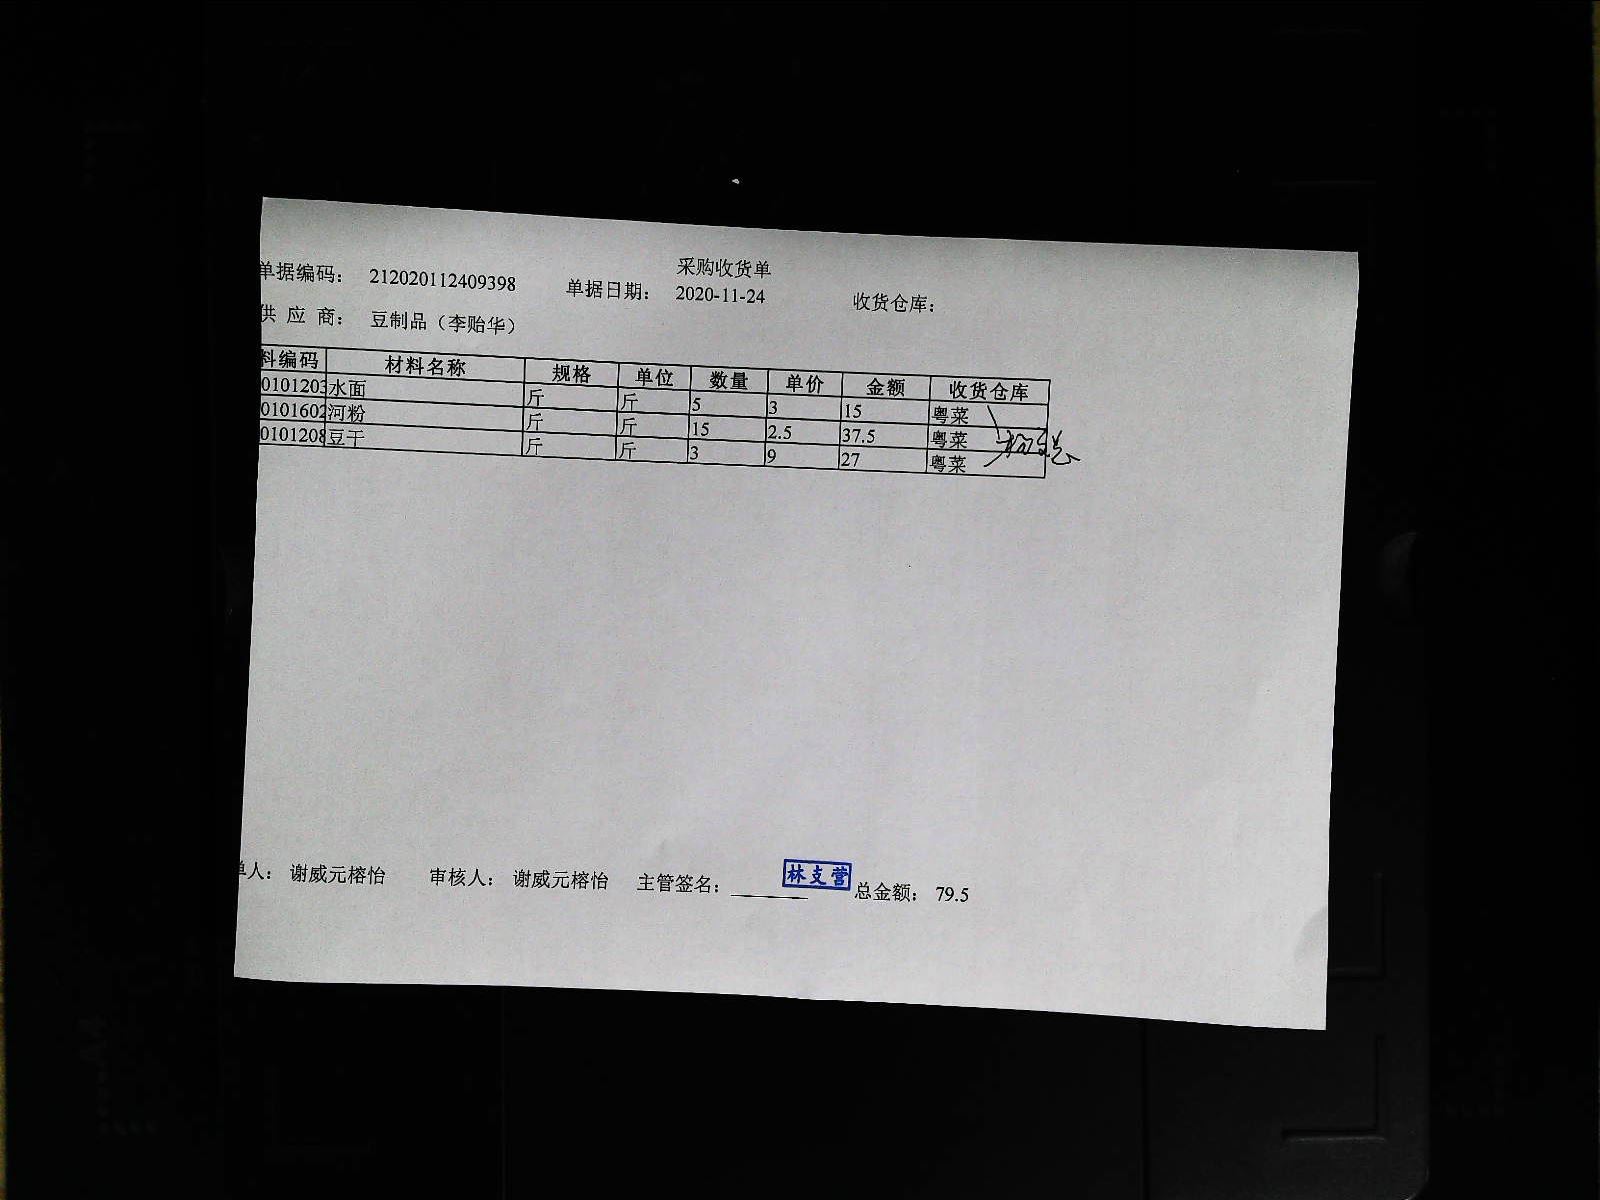 采购收货单
单据编码： 212020112409398 单据日期： 2020-11-24 收货仓库：
供 应 商： 豆制品（李贻华）
料编码 材料名称 规格 单位 数量 单价 金额 收货仓库
0101203 水面 斤 斤 5 3 15 粤菜
0101602 河粉 斤 斤 15 2.5 37.5 粤菜
0101208 豆干 斤 斤 3 9 27 粤菜
单人： 谢威元榕怡 审核人： 谢威元榕怡 主管签名： 林支营 总金额： 79.5